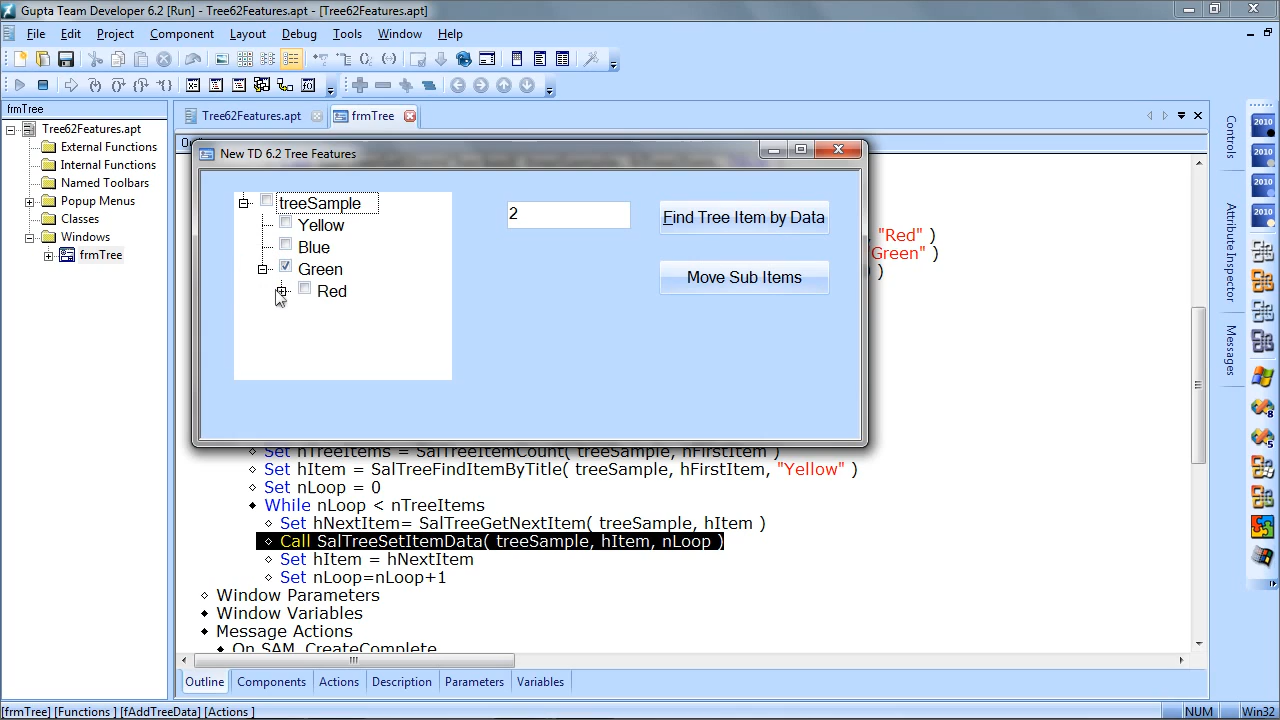 Gupta Team Developer 6.2 [Run] - Tree62Features.apt - [Tree62Features.apt]
File Edit Project Component Layout Debug Tools Window Help
frmTree
Tree62Features.apt
External Functions
Internal Functions
Named Toolbars
Popup Menus
Classes
Windows
frmTree
Tree62Features.apt frmTree
New TD 6.2 Tree Features
treeSample
Yellow
Blue
Green
Red
2
Find Tree Item by Data
Move Sub Items
, "Red" )
"Green" )
)
Set nTreeItems = SalTreeItemCount( treeSample, hFirstItem )
Set hItem = SalTreeFindItemByTitle( treeSample, hFirstItem, "Yellow" )
Set nLoop = 0
While nLoop < nTreeItems
Set hNextItem= SalTreeGetNextItem( treeSample, hItem )
Call SalTreeSetItemData( treeSample, hItem, nLoop )
Set hItem = hNextItem
Set nLoop=nLoop+1
Window Parameters
Window Variables
Message Actions
On SAM_CreateComplete
Outline Components Actions Description Parameters Variables
Controls
Attribute Inspector
Messages
2010
2010
2010
2010
8
5
[frmTree] [Functions ] [fAddTreeData] [Actions ]
NUM Win32